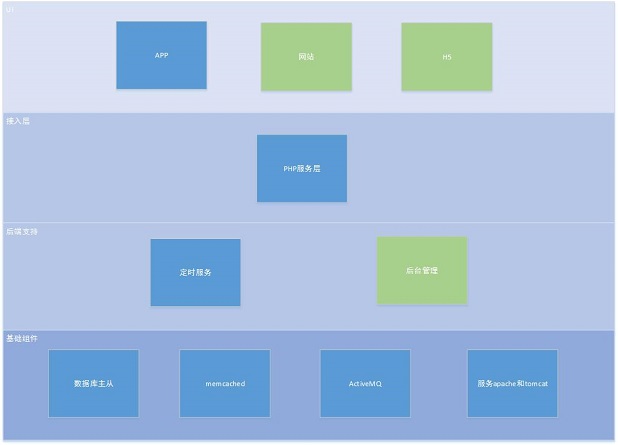 UI
APP
网站
H5
接入层
PHP服务层
后端支持
定时服务
后台管理
基础组件
数据库主从
memcached
ActiveMQ
服务apache和tomcat